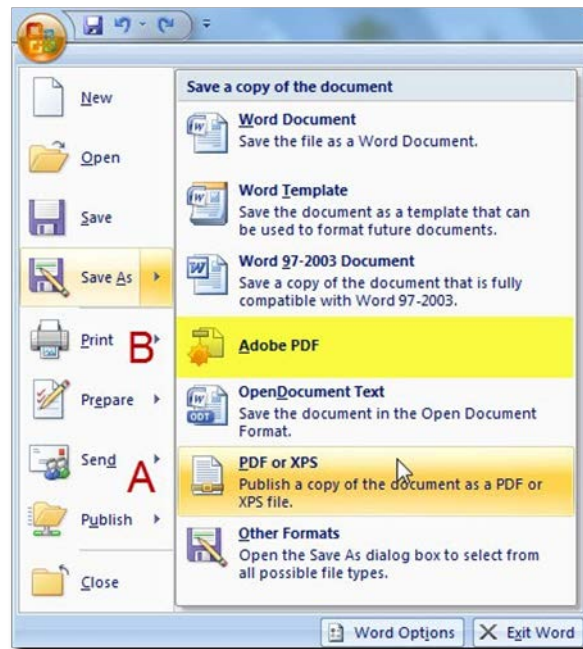 New
Open
Save
Save As
Print
B
Prepare
Send
A
Publish
Close
Save a copy of the document
Word Document
Save the file as a Word Document.
Word Template
Save the document as a template that can
be used to format future documents.
Word 97-2003 Document
Save a copy of the document that is fully
compatible with Word 97-2003.
Adobe PDF
OpenDocument Text
Save the document in the Open Document
Format.
PDF or XPS
Publish a copy of the document as a PDF or
XPS file.
Other Formats
Open the Save As dialog box to select from
all possible file types.
Word Options
Exit Word